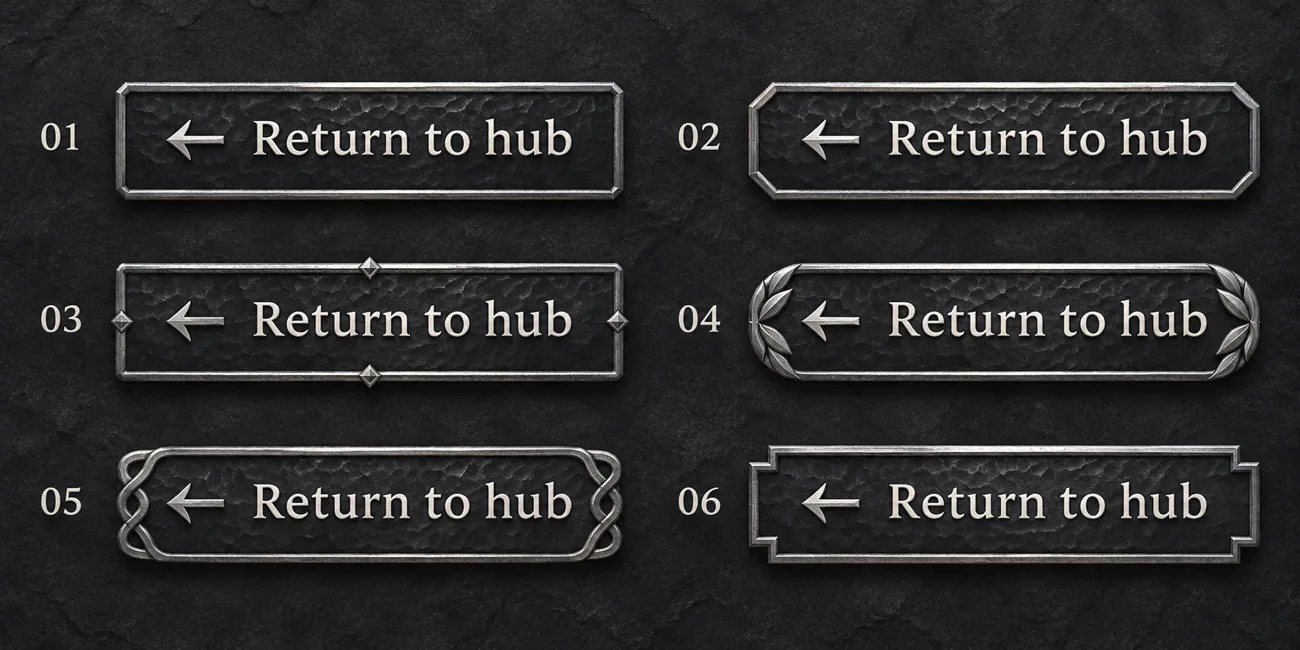 01 ← Return to hub
02 ← Return to hub
03 ← Return to hub
04 ← Return to hub
05 ← Return to hub
06 ← Return to hub